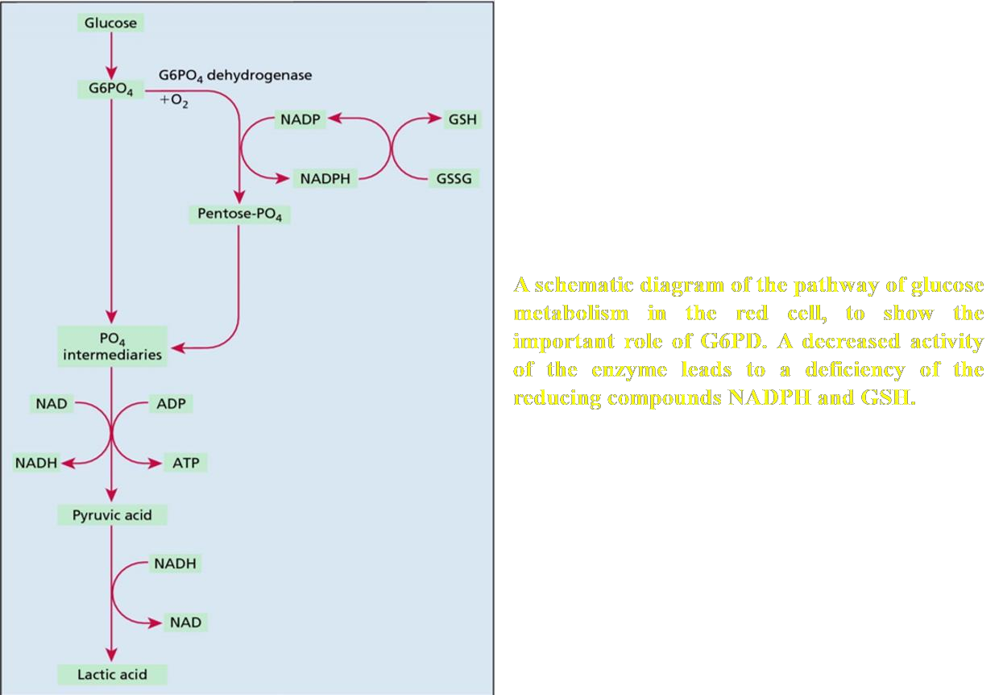 Glucose
G6PO₄ dehydrogenase
G6PO₄
+O₂
NADP
GSH
NADPH
GSSG
Pentose-PO₄
PO₄
intermediaries
NAD
ADP
NADH
ATP
Pyruvic acid
NADH
NAD
Lactic acid
A schematic diagram of the pathway of glucose
metabolism in the red cell, to show the
important role of G6PD. A decreased activity
of the enzyme leads to a deficiency of the
reducing compounds NADPH and GSH.